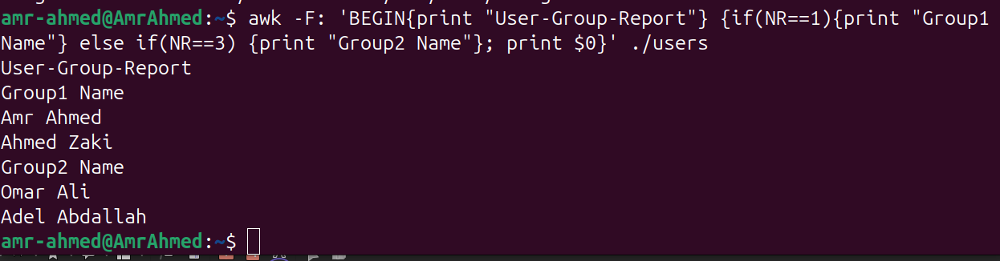 amr-ahmed@AmrAhmed:~$ awk -F: 'BEGIN{print "User-Group-Report"} {if(NR==1){print "Group1
Name"} else if(NR==3) {print "Group2 Name"}; print $0}' ./users
User-Group-Report
Group1 Name
Amr Ahmed
Ahmed Zaki
Group2 Name
Omar Ali
Adel Abdallah
amr-ahmed@AmrAhmed:~$